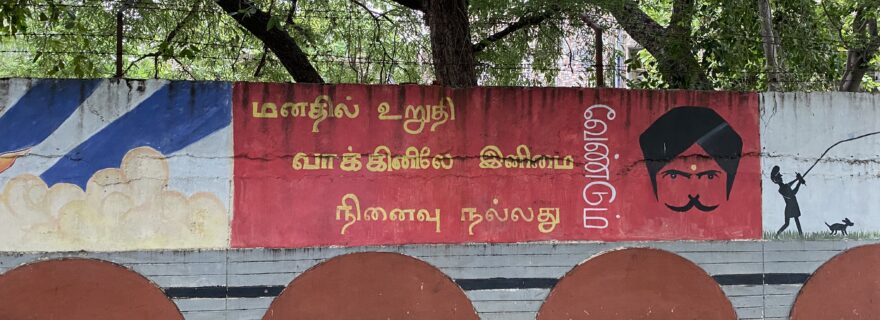 மனதில் உறுதி
வாக்கினிலே இனிமை
நினைவு நல்லது
வேண்டும்